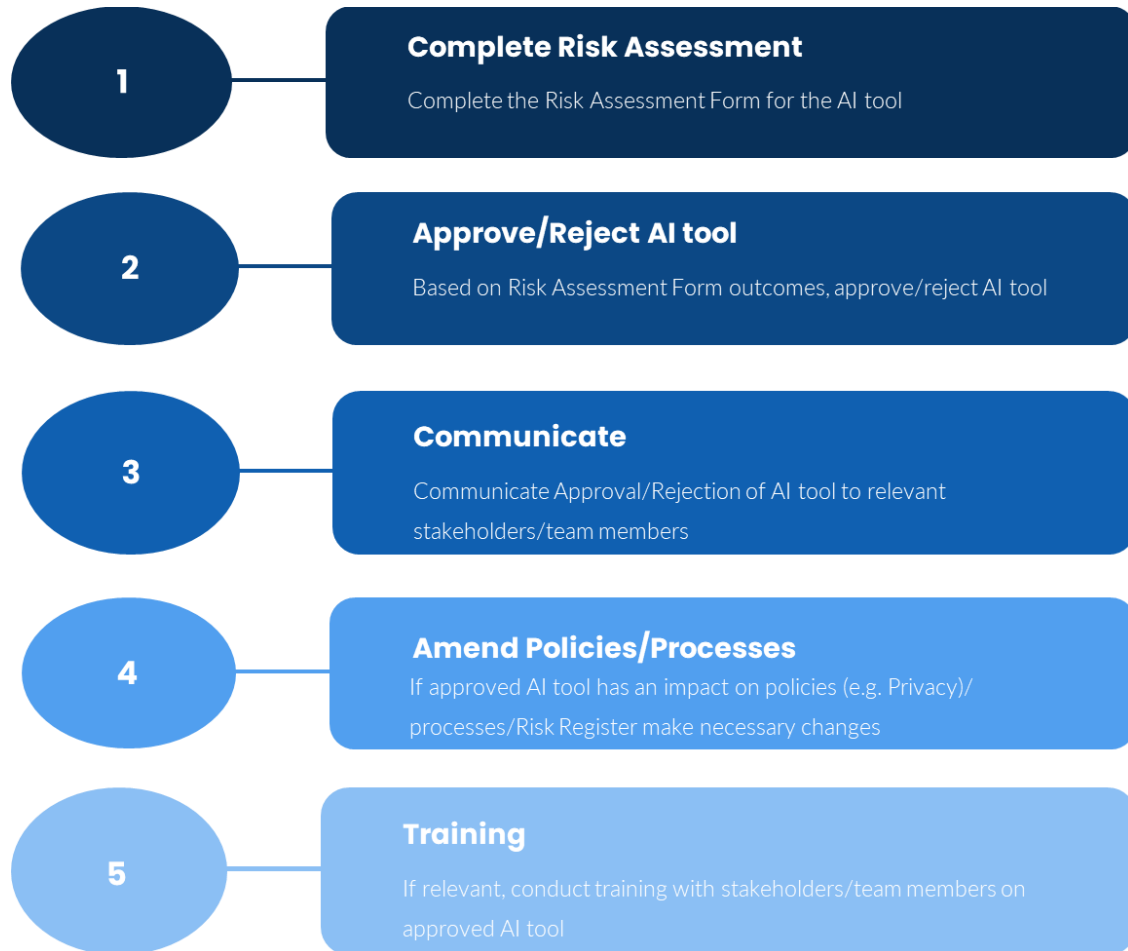 1
Complete Risk Assessment
Complete the Risk Assessment Form for the AI tool
2
Approve/Reject AI tool
Based on Risk Assessment Form outcomes, approve/reject AI tool
3
Communicate
Communicate Approval/Rejection of AI tool to relevant
stakeholders/team members
4
Amend Policies/Processes
If approved AI tool has an impact on policies (e.g. Privacy)/
processes/Risk Register make necessary changes
5
Training
If relevant, conduct training with stakeholders/team members on
approved AI tool